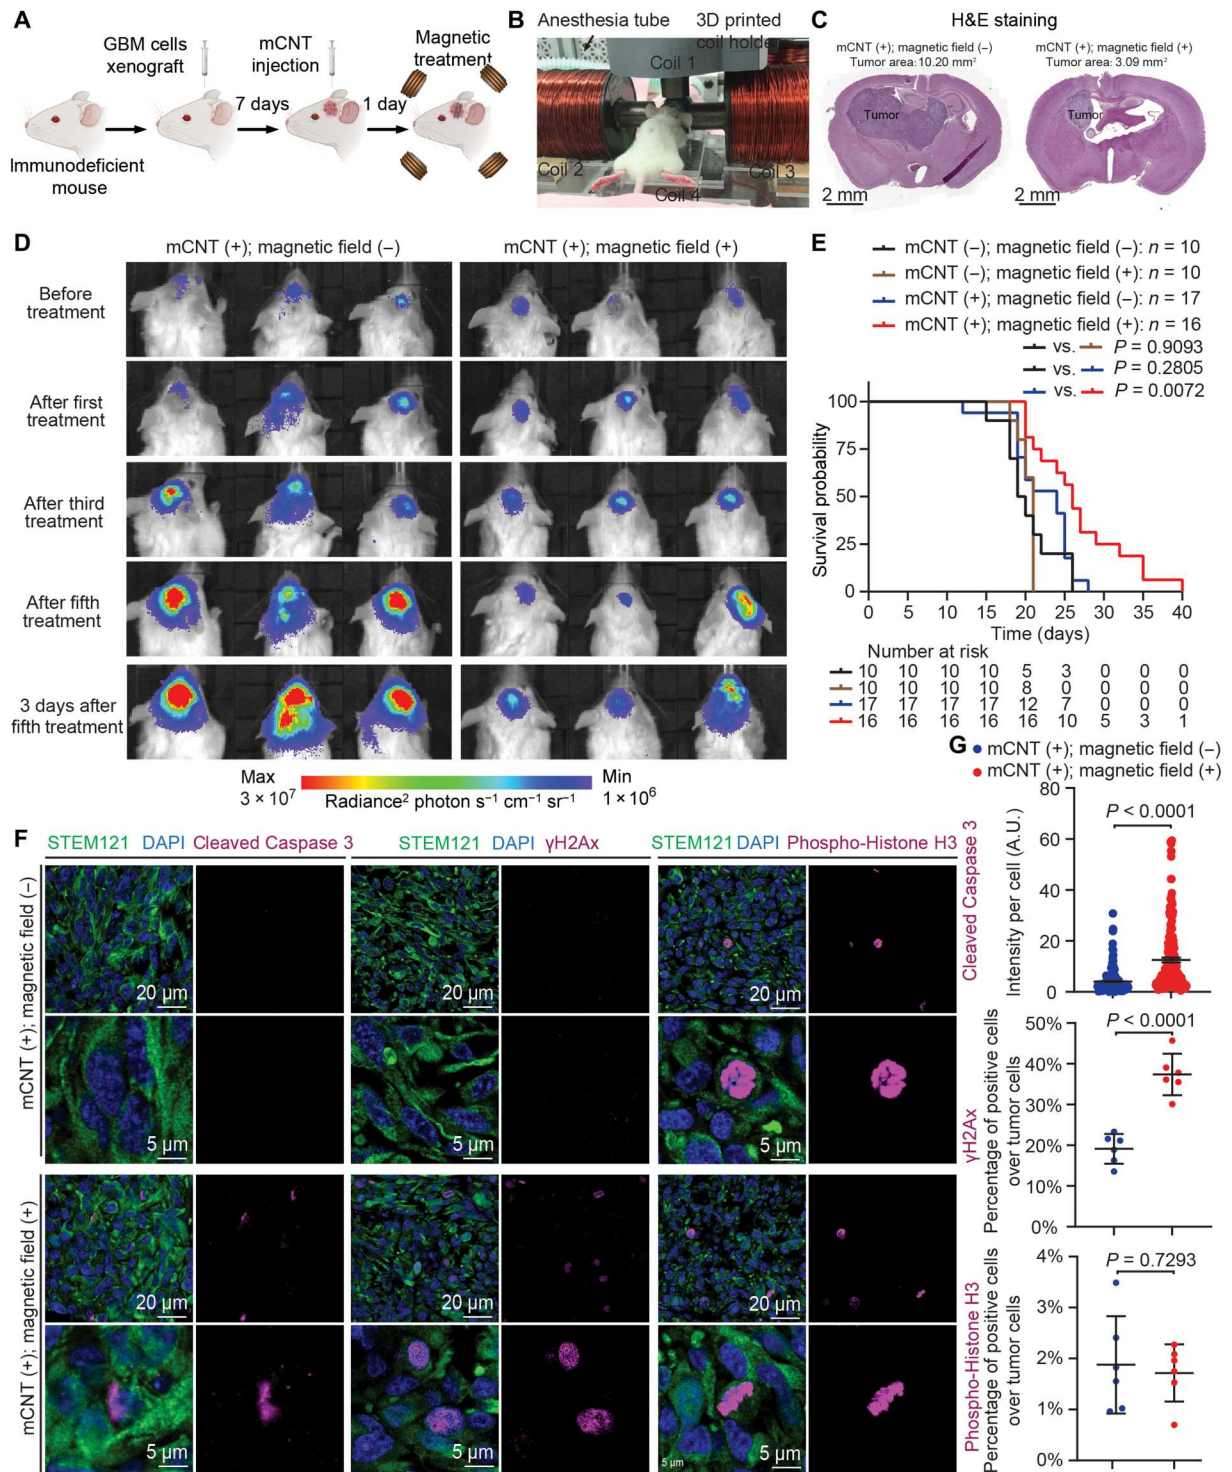 A
GBM cells
xenograft
mCNT
injection
Magnetic
treatment
7 days
1 day
Immunodeficient
mouse
B
Anesthesia tube
3D printed
coil holder
Coil 1
Coil 2
Coil 3
Coil 4
C
H&E staining
mCNT (+); magnetic field (–)
Tumor area: 10.20 mm²
mCNT (+); magnetic field (+)
Tumor area: 3.09 mm²
Tumor
Tumor
2 mm
2 mm
D
mCNT (+); magnetic field (–)
mCNT (+); magnetic field (+)
Before
treatment
After first
treatment
After third
treatment
After fifth
treatment
3 days after
fifth treatment
Max
3 × 10⁷
Radiance² photon s⁻¹ cm⁻¹ sr⁻¹
Min
1 × 10⁶
E
mCNT (–); magnetic field (–): n = 10
mCNT (–); magnetic field (+): n = 10
mCNT (+); magnetic field (–): n = 17
mCNT (+); magnetic field (+): n = 16
vs. P = 0.9093
vs. P = 0.2805
vs. P = 0.0072
Survival probability
100
75
50
25
0
0 5 10 15 20 25 30 35 40
Time (days)
Number at risk
10 10 10 10 5 3 0 0 0
10 10 10 10 8 0 0 0 0
17 17 17 17 12 7 0 0 0
16 16 16 16 16 10 5 3 1
F
STEM121 DAPI Cleaved Caspase 3
STEM121 DAPI γH2Ax
STEM121 DAPI Phospho-Histone H3
mCNT (+); magnetic field (–)
20 µm
20 µm
20 µm
5 µm
5 µm
5 µm
mCNT (+); magnetic field (+)
20 µm
20 µm
20 µm
5 µm
5 µm
5 µm
5 µm
G
mCNT (+); magnetic field (–)
mCNT (+); magnetic field (+)
Cleaved Caspase 3
Intensity per cell (A.U.)
80
60
40
20
0
P < 0.0001
γH2Ax
Percentage of positive cells
over tumor cells
50%
40%
30%
20%
10%
0%
P < 0.0001
Phospho-Histone H3
Percentage of positive cells
over tumor cells
4%
3%
2%
1%
0%
P = 0.7293